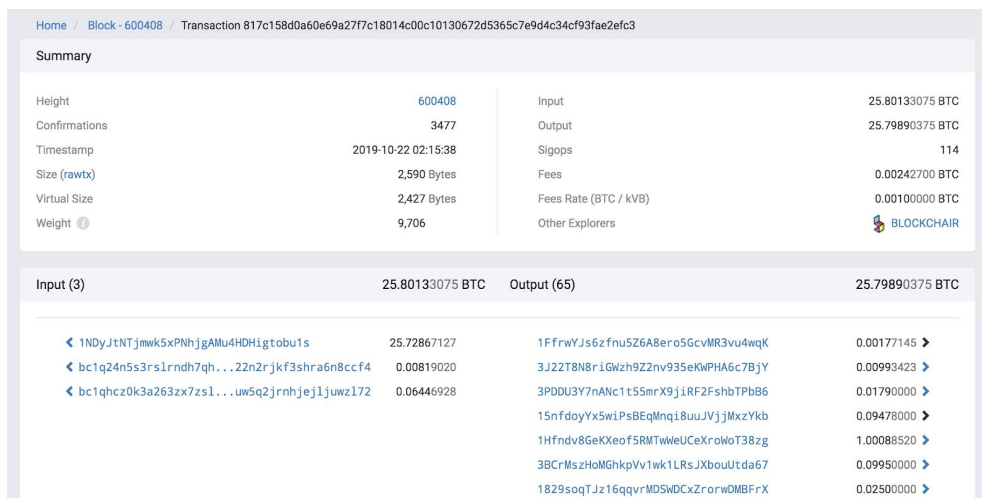 Home / Block - 600408 / Transaction 817c158d0a60e69a27f7c18014c00c10130672d5365c7e9d4c34cf93fae2efc3
Summary
Height 600408 Input 25.80133075 BTC
Confirmations 3477 Output 25.79890375 BTC
Timestamp 2019-10-22 02:15:38 Sigops 114
Size (rawtx) 2,590 Bytes Fees 0.00242700 BTC
Virtual Size 2,427 Bytes Fees Rate (BTC / kVB) 0.00100000 BTC
Weight 9,706 Other Explorers BLOCKCHAIR
Input (3) 25.80133075 BTC Output (65) 25.79890375 BTC
1NDyJtNTjmwk5xPNhjgAMu4HDHigtobu1s 25.72867127 1FfrwYJs6zfnu5Z6A8ero5GcvMR3vu4wqK 0.00177145
bc1q24n5s3rslrndh7qh...22n2rjkf3shra6n8ccf4 0.00819020 3J22T8N8riGWzh9Z2nv935eKWPHA6c7BjY 0.00993423
bc1qhcz0k3a263zx7zsl...uw5q2jrnhjejljuwzl72 0.06446928 3PDDU3Y7nANc1t55mrX9jiRF2FshbTPbB6 0.01790000
15nfdoyYx5wiPsBEqMnqi8uuJVjjMxzYkb 0.09478000
1Hfndv8GeKXeof5RMTwWeUCeXroWoT38zg 1.00088520
3BCrMszHoMGhkpVv1wk1LRsJXbouUtda67 0.09950000
1829soqTJz16qqvrMDSWDCxZrorwDMBFrX 0.02500000